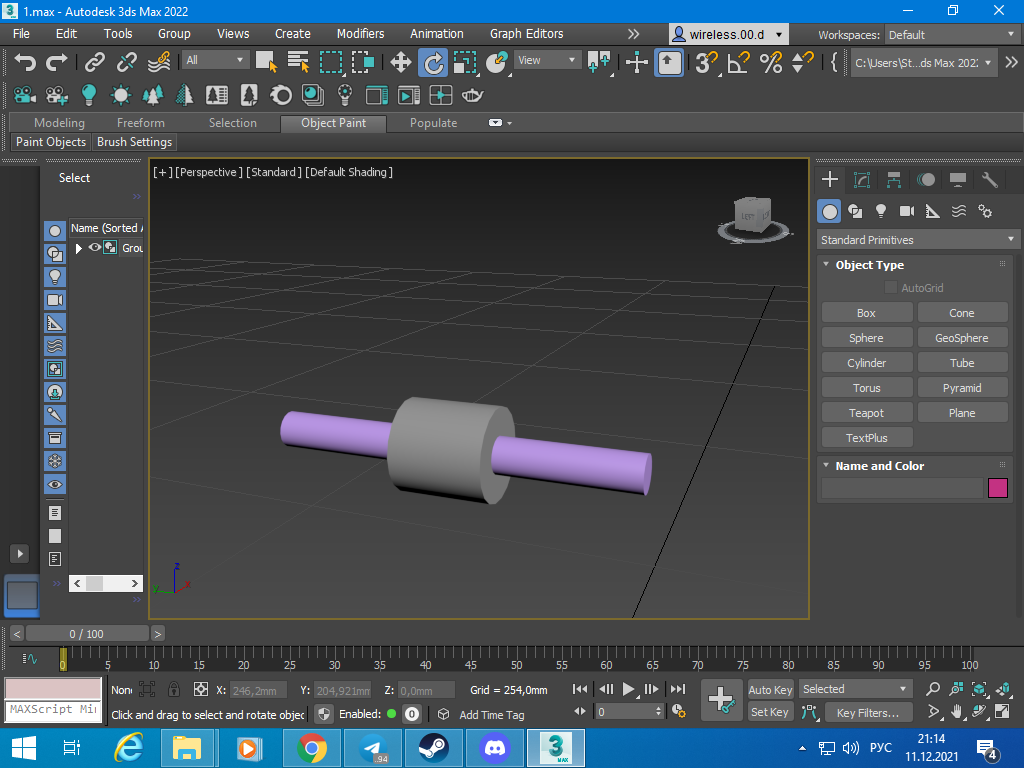 1.max - Autodesk 3ds Max 2022
File Edit Tools Group Views Create Modifiers Animation Graph Editors wireless.00.d Workspaces: Default
All View C:\Users\St...ds Max 202
Modeling Freeform Selection Object Paint Populate
Paint Objects Brush Settings
Select
[+] [Perspective ] [Standard ] [Default Shading ]
Name (Sorted
Grou
Standard Primitives
Object Type
AutoGrid
Box Cone
Sphere GeoSphere
Cylinder Tube
Torus Pyramid
Teapot Plane
TextPlus
Name and Color
z
x
y
0 / 100
0 5 10 15 20 25 30 35 40 45 50 55 60 65 70 75 80 85 90 95 100
None X: 246,2mm Y: 204,921mm Z: 0,0mm Grid = 254,0mm Auto Key Selected
MAXScript Mi Click and drag to select and rotate objec Enabled: 0 Add Time Tag 0 Set Key Key Filters...
.94 3 MAX РУС 21:14
11.12.2021 4